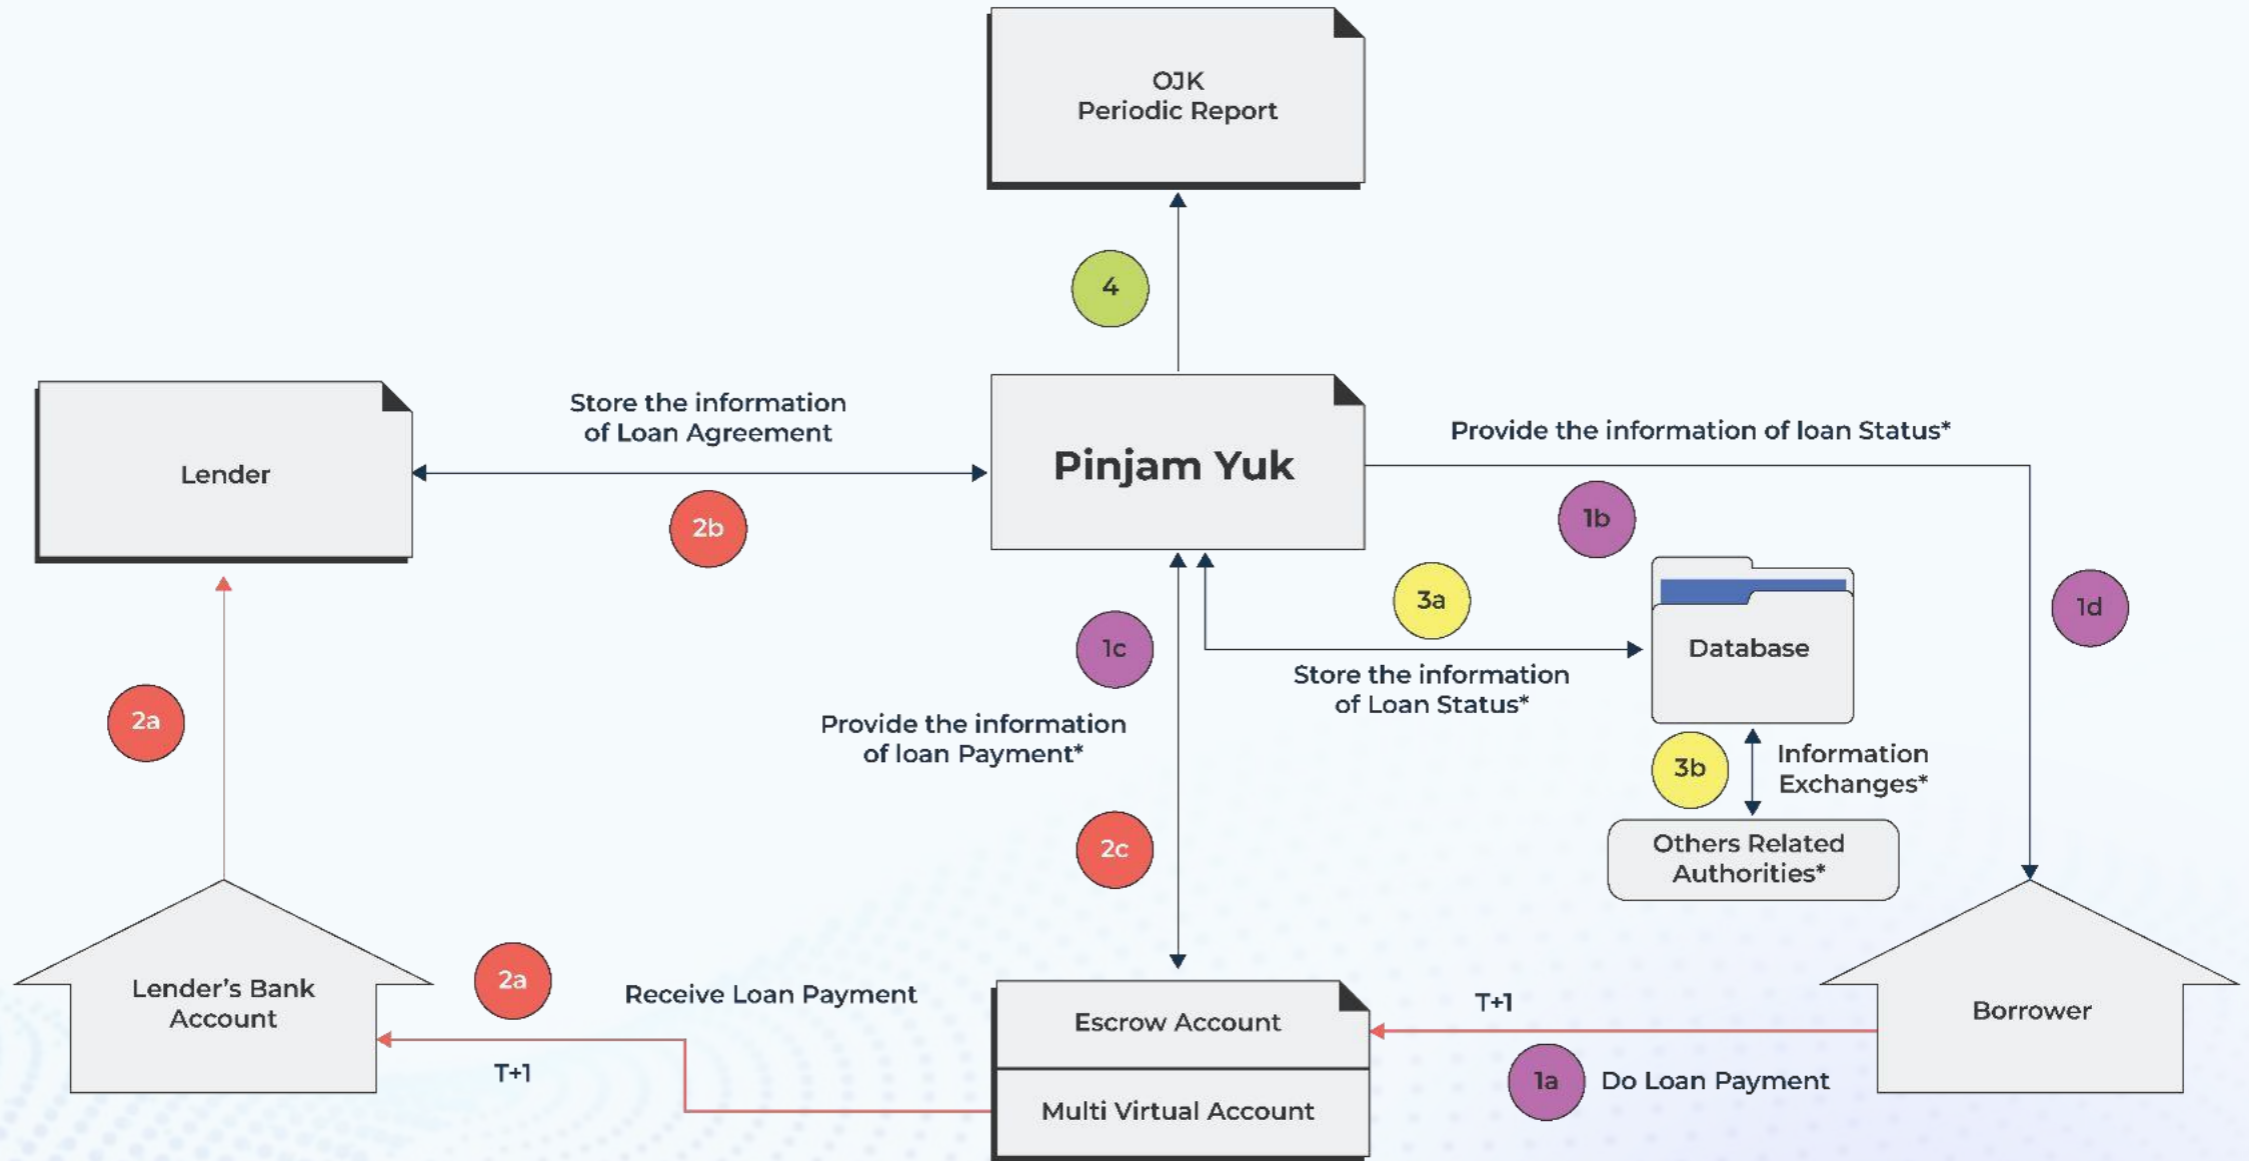 OJK
Periodic Report
4
Store the information
of Loan Agreement
Provide the information of loan Status*
Lender
Pinjam Yuk
2b
1b
3a
1d
1c
Database
Store the information
of Loan Status*
2a
Provide the information
of loan Payment*
3b
Information
Exchanges*
2c
Others Related
Authorities*
Lender's Bank
Account
2a
Receive Loan Payment
T+1
Escrow Account
T+1
Borrower
1a
Do Loan Payment
Multi Virtual Account